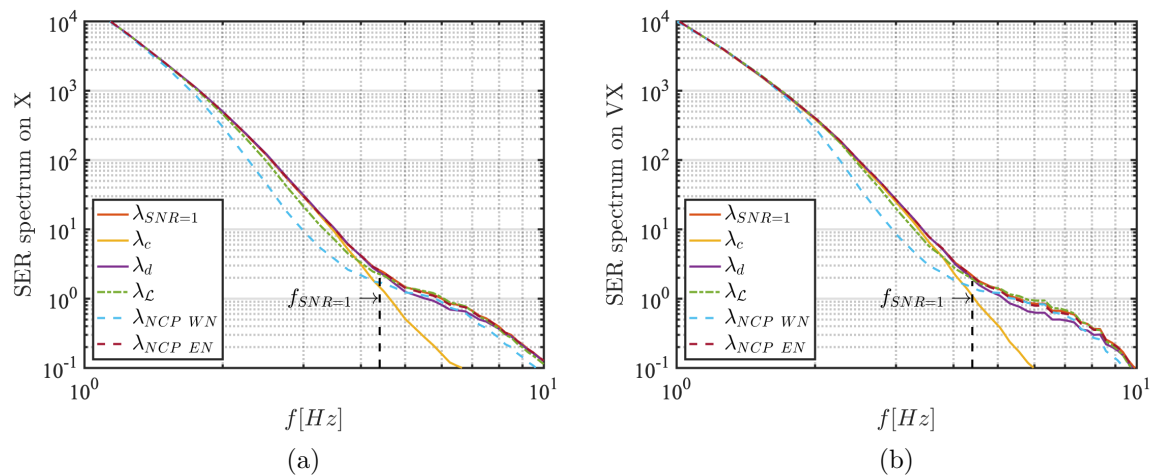 SER spectrum on X
10^4
10^3
10^2
10^1
10^0
10^{-1}
λ_{SNR=1}
λ_c
λ_d
λ_ℒ
λ_{NCP WN}
λ_{NCP EN}
f_{SNR=1} →
10^0
10^1
f[Hz]
(a)
SER spectrum on VX
10^4
10^3
10^2
10^1
10^0
10^{-1}
λ_{SNR=1}
λ_c
λ_d
λ_ℒ
λ_{NCP WN}
λ_{NCP EN}
f_{SNR=1} →
10^0
10^1
f[Hz]
(b)